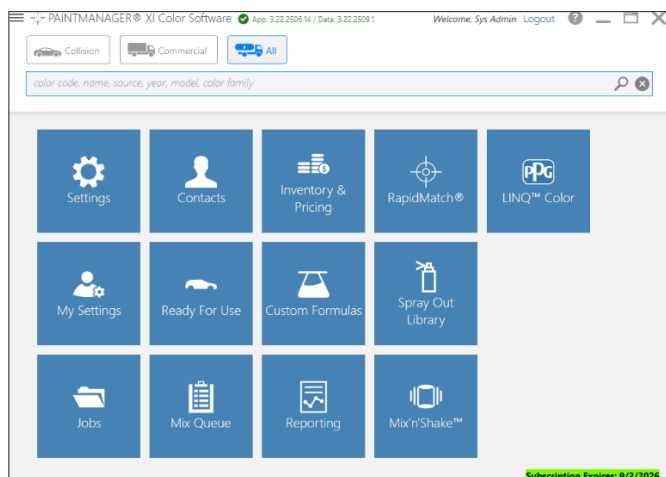 PAINTMANAGER® XI Color Software App: 3.22.2506.14 / Data: 3.22.2509.1 Welcome, Sys Admin Logout ?
Collision Commercial All
color code, name, source, year, model, color family
Settings
Contacts
Inventory &
Pricing
RapidMatch®
PPG
LINQ™ Color
My Settings
Ready For Use
Custom Formulas
Spray Out
Library
Jobs
Mix Queue
Reporting
Mix'n'Shake™
Subscription Expires: 9/2/2026